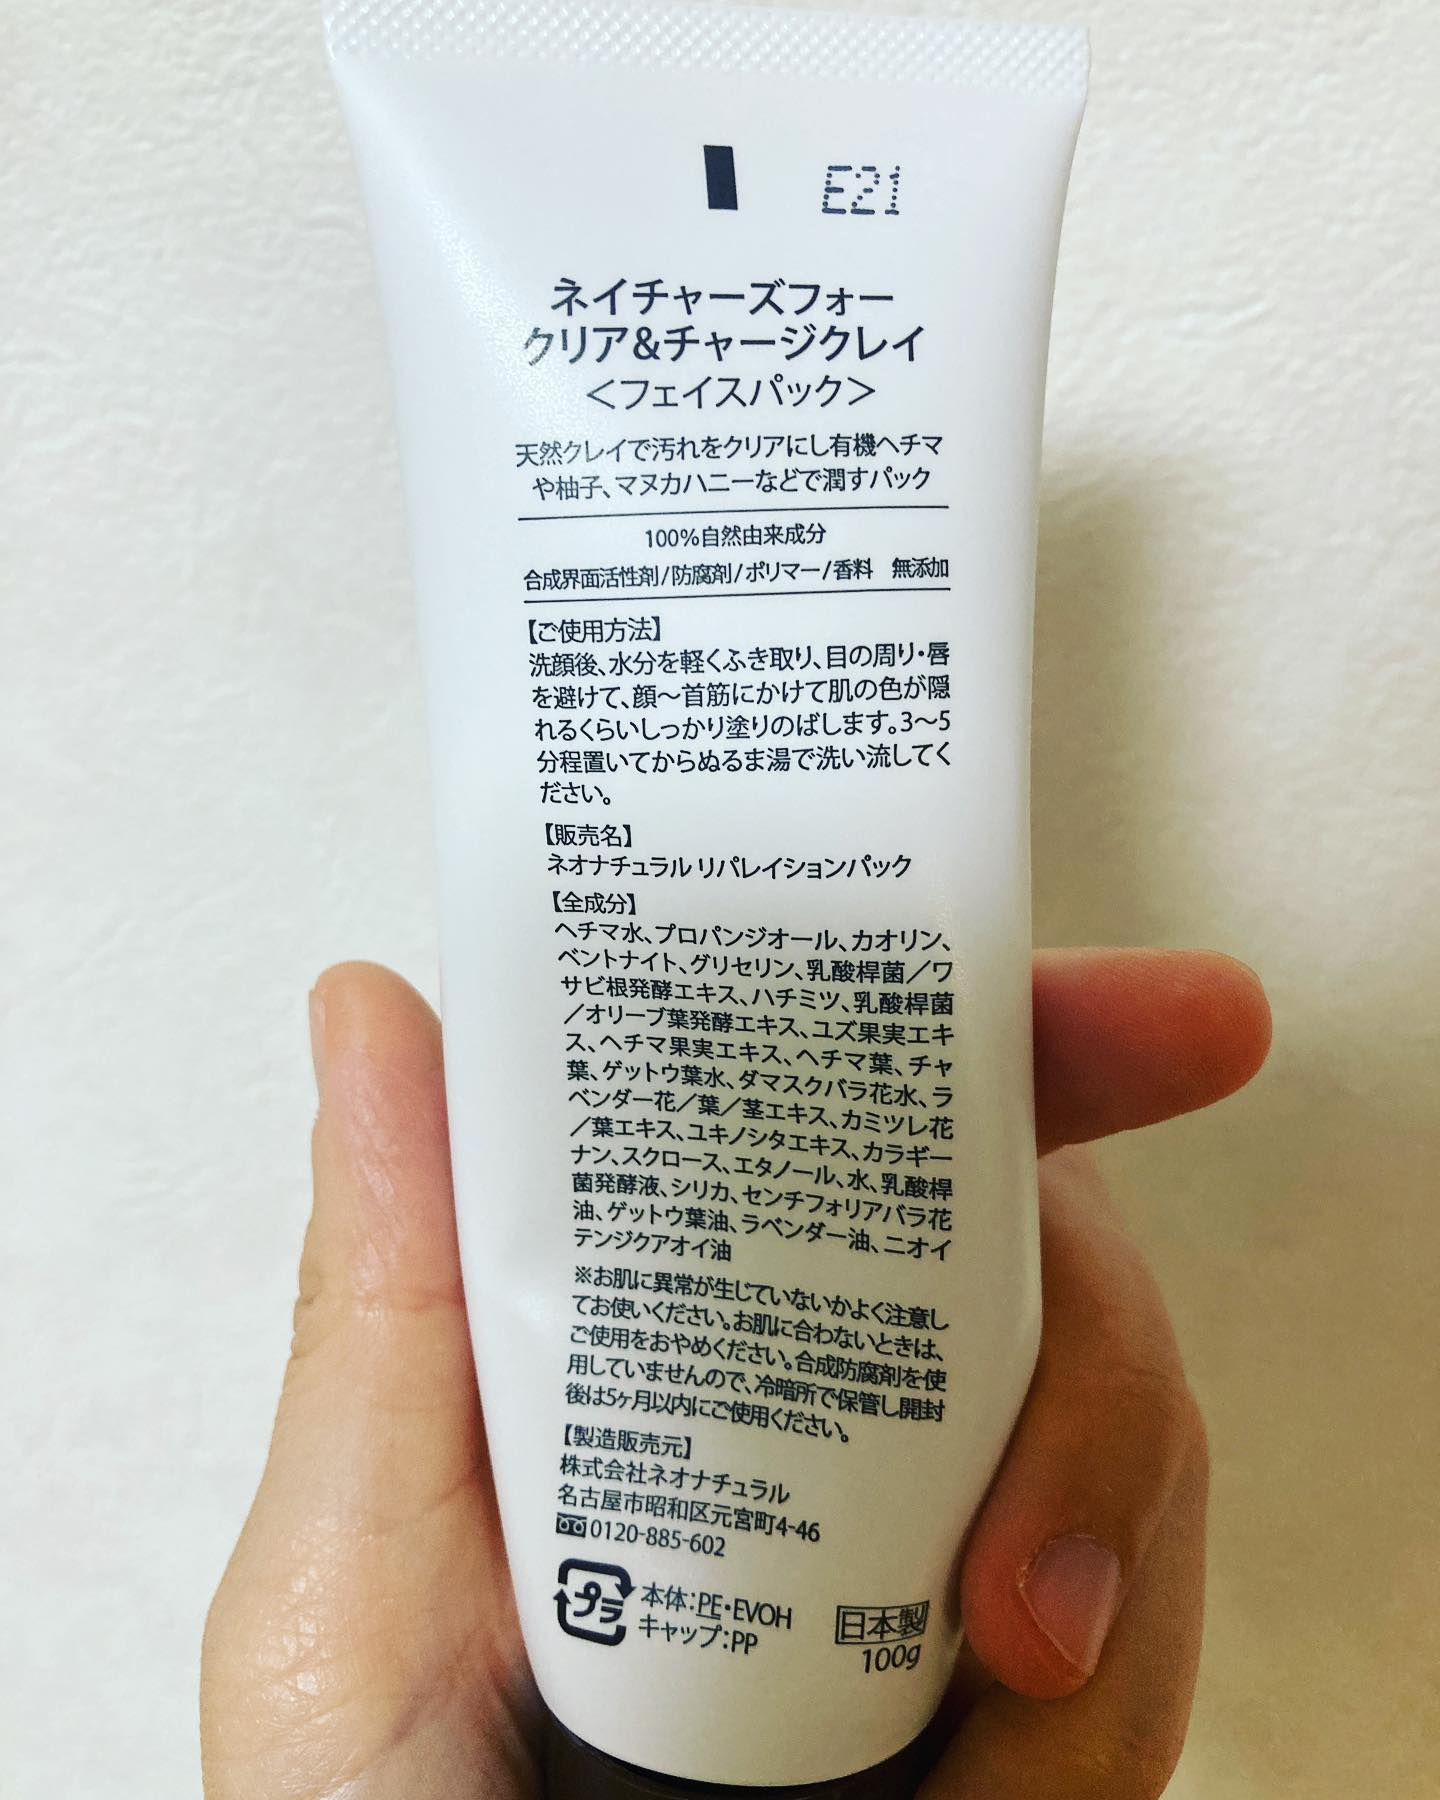 E21
ネイチャーズフォー
クリア&チャージクレイ
＜フェイスパック＞
天然クレイで汚れをクリアにし有機ヘチマ
や柚子、マヌカハニーなどで潤すパック
100%自然由来成分
合成界面活性剤/防腐剤/ポリマー/香料 無添加
【ご使用方法】
洗顔後、水分を軽くふき取り、目の周り・唇
を避けて、顔〜首筋にかけて肌の色が隠
れるくらいしっかり塗りのばします。3〜5
分程置いてからぬるま湯で洗い流してく
ださい。
【販売名】
ネオナチュラル リパレイションパック
【全成分】
ヘチマ水、プロパンジオール、カオリン、
ベントナイト、グリセリン、乳酸桿菌／ワ
サビ根発酵エキス、ハチミツ、乳酸桿菌
／オリーブ葉発酵エキス、ユズ果実エキ
ス、ヘチマ果実エキス、ヘチマ葉、チャ
葉、ゲットウ葉水、ダマスクバラ花水、ラ
ベンダー花／葉／茎エキス、カミツレ花
／葉エキス、ユキノシタエキス、カラギー
ナン、スクロース、エタノール、水、乳酸桿
菌発酵液、シリカ、センチフォリアバラ花
油、ゲットウ葉油、ラベンダー油、ニオイ
テンジクアオイ油
※お肌に異常が生じていないかよく注意し
てお使いください。お肌に合わないときは、
ご使用をおやめください。合成防腐剤を使
用していませんので、冷暗所で保管し開封
後は5ヶ月以内にご使用ください。
【製造販売元】
株式会社ネオナチュラル
名古屋市昭和区元宮町4-46
0120-885-602
プラ
本体：PE・EVOH
キャップ：PP
日本製
100g